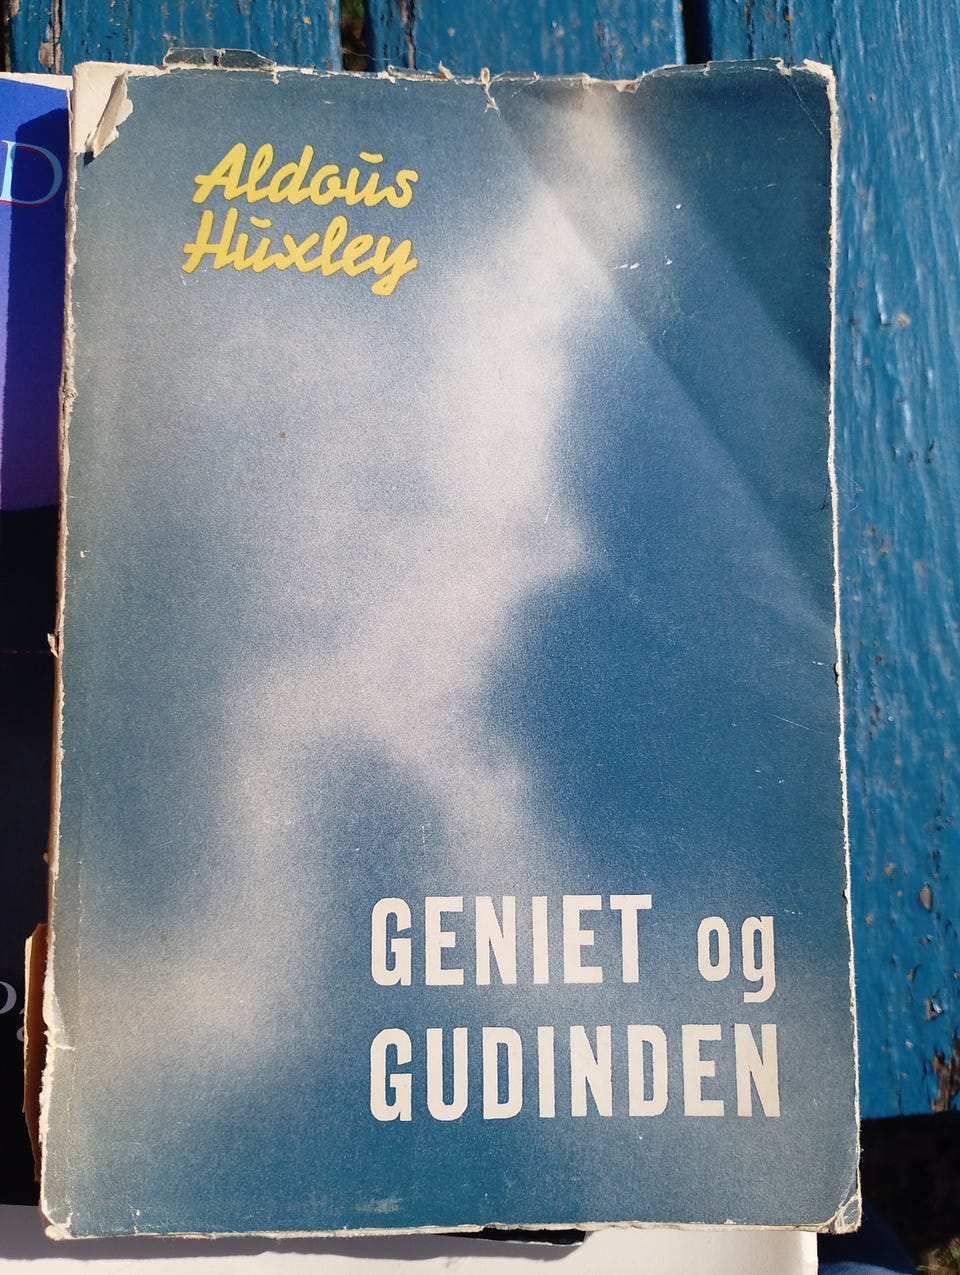 Aldous
Huxley
GENIET og
GUDINDEN
D